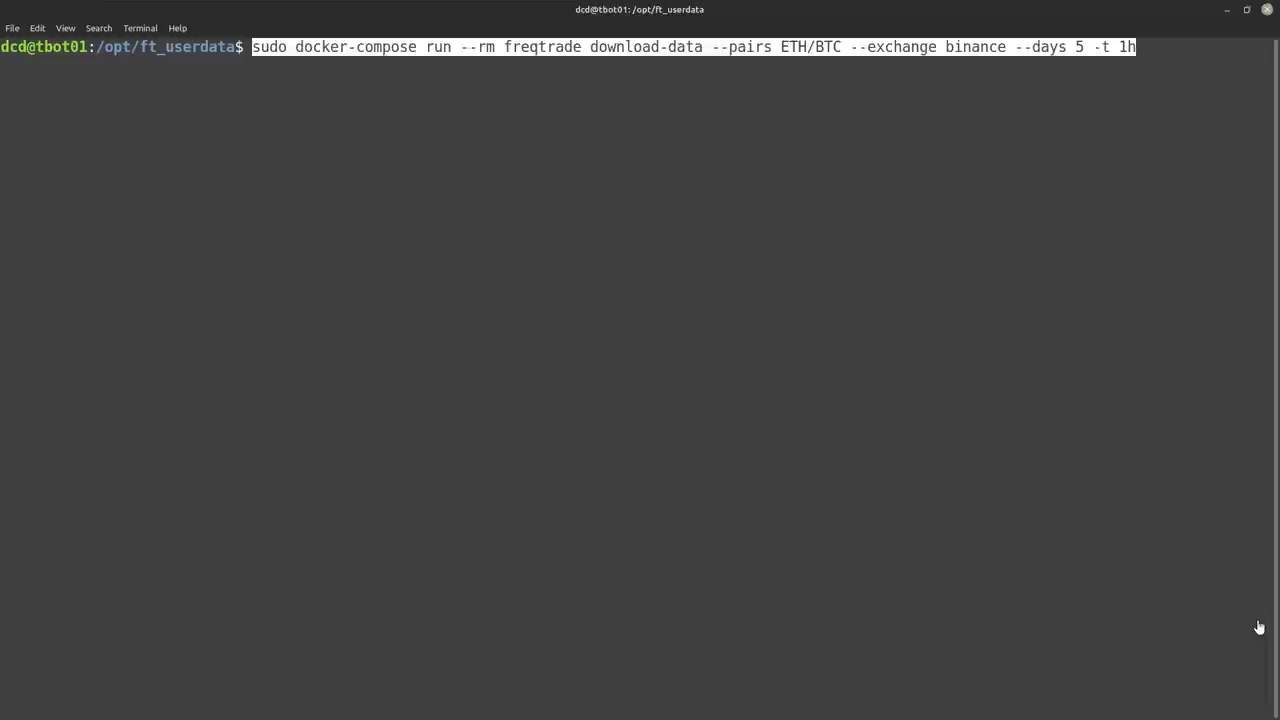 dcd@tbot01: /opt/ft_userdata
File Edit View Search Terminal Help
dcd@tbot01:/opt/ft_userdata$ sudo docker-compose run --rm freqtrade download-data --pairs ETH/BTC --exchange binance --days 5 -t 1h